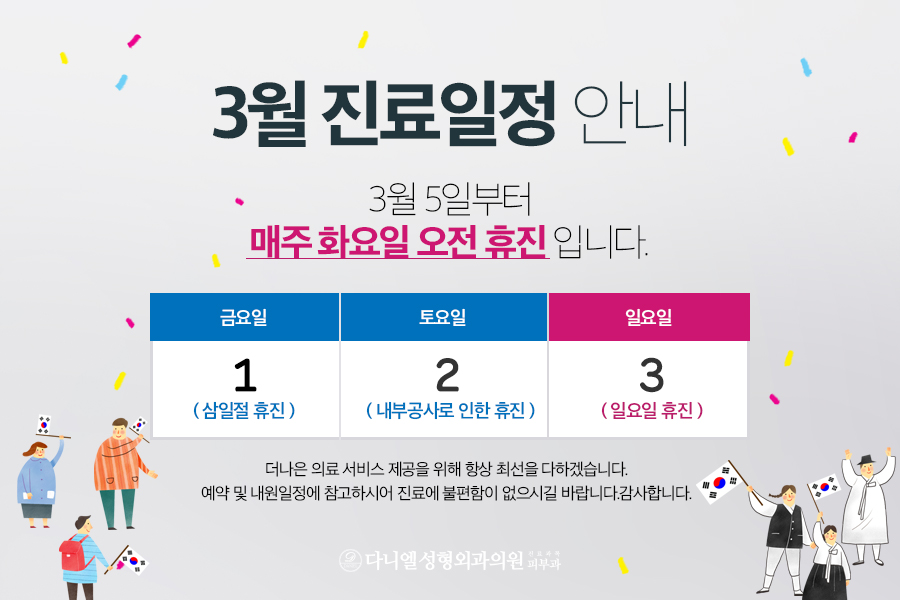 3월 진료일정 안내
3월 5일부터
매주 화요일 오전 휴진 입니다.
금요일 토요일 일요일
1 2 3
( 삼일절 휴진 ) ( 내부공사로 인한 휴진 ) ( 일요일 휴진 )
더나은 의료 서비스 제공을 위해 항상 최선을 다하겠습니다.
예약 및 내원일정에 참고하시어 진료에 불편함이 없으시길 바랍니다.감사합니다.
다니엘성형외과의원 피부과